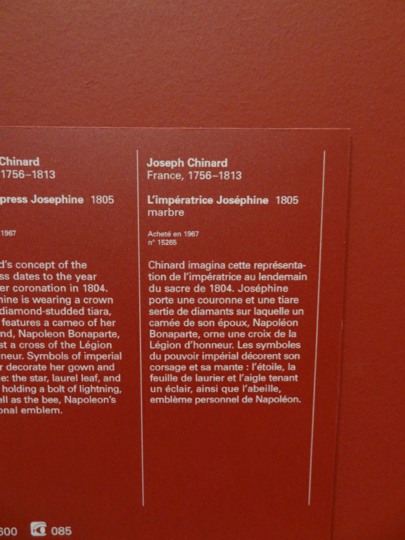 Chinard
1756–1813
press Josephine 1805
1967
d's concept of the
ss dates to the year
er coronation in 1804.
hine is wearing a crown
diamond-studded tiara,
features a cameo of her
nd, Napoleon Bonaparte,
st a cross of the Légion
neur. Symbols of imperial
r decorate her gown and
e: the star, laurel leaf, and
holding a bolt of lightning,
ell as the bee, Napoleon's
onal emblem.
Joseph Chinard
France, 1756–1813
L'impératrice Joséphine 1805
marbre
Acheté en 1967
n° 15265
Chinard imagina cette représenta-
tion de l'impératrice au lendemain
du sacre de 1804. Joséphine
porte une couronne et une tiare
sertie de diamants sur laquelle un
camée de son époux, Napoléon
Bonaparte, orne une croix de la
Légion d'honneur. Les symboles
du pouvoir impérial décorent son
corsage et sa mante : l'étoile, la
feuille de laurier et l'aigle tenant
un éclair, ainsi que l'abeille,
emblème personnel de Napoléon.
600 085